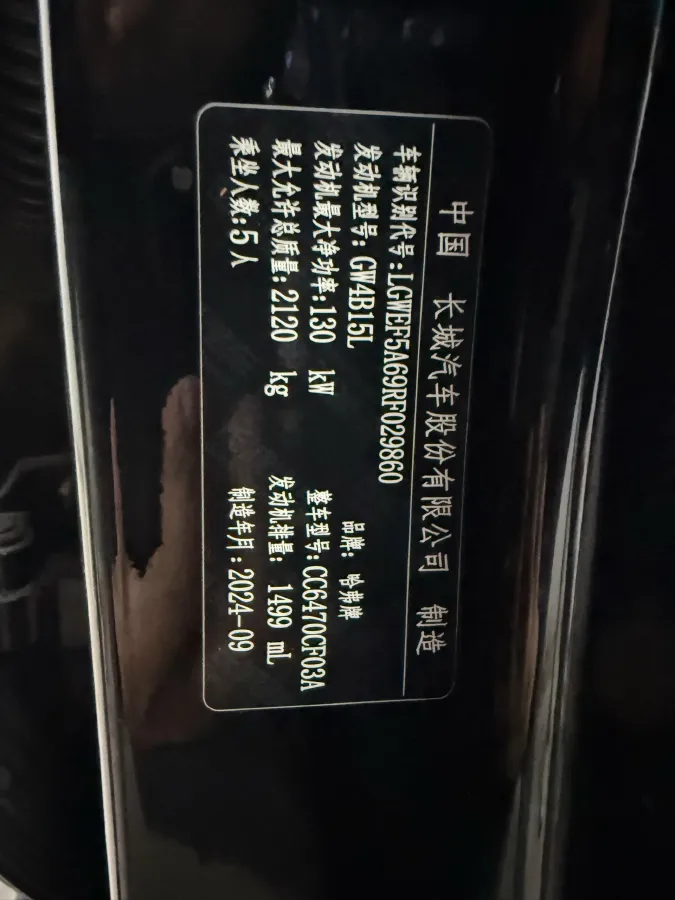 中国 长城汽车股份有限公司 制造
车辆识别代号:LGWEF5A69RF029860
发动机型号:GW4B15L 品牌: 哈弗牌
发动机最大净功率:130 kW 整车型号:CC6470CF03A
最大允许总质量:2120 kg 发动机排量: 1499 mL
乘坐人数:5人 制造年月:2024-09